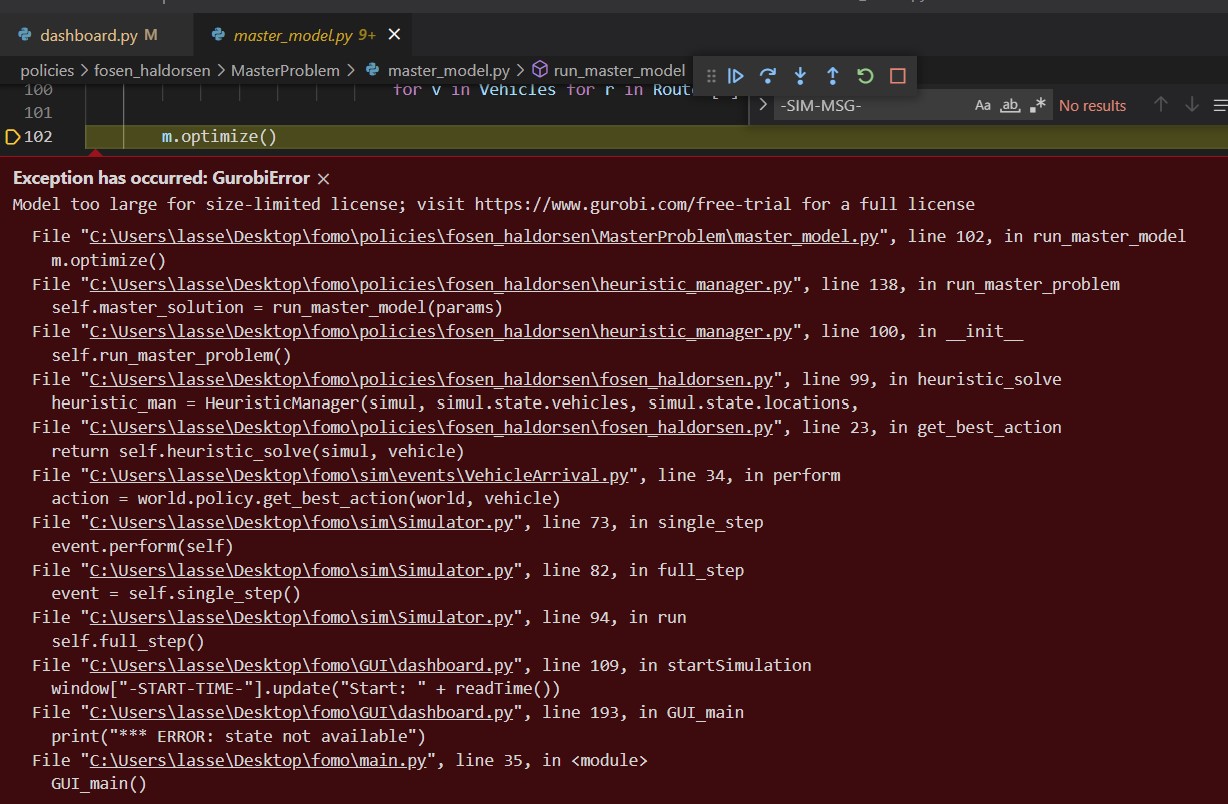 dashboard.py M
master_model.py 9+
policies > fosen_haldorsen > MasterProblem > master_model.py > run_master_model
100 for v in Vehicles for r in
101
-SIM-MSG- Aa ab No results
102 m.optimize()
Exception has occurred: GurobiError ×
Model too large for size-limited license; visit https://www.gurobi.com/free-trial for a full license
File "C:\Users\lasse\Desktop\fomo\policies\fosen_haldorsen\MasterProblem\master_model.py", line 102, in run_master_model
m.optimize()
File "C:\Users\lasse\Desktop\fomo\policies\fosen_haldorsen\heuristic_manager.py", line 138, in run_master_problem
self.master_solution = run_master_model(params)
File "C:\Users\lasse\Desktop\fomo\policies\fosen_haldorsen\heuristic_manager.py", line 100, in __init__
self.run_master_problem()
File "C:\Users\lasse\Desktop\fomo\policies\fosen_haldorsen\fosen_haldorsen.py", line 99, in heuristic_solve
heuristic_man = HeuristicManager(simul, simul.state.vehicles, simul.state.locations,
File "C:\Users\lasse\Desktop\fomo\policies\fosen_haldorsen\fosen_haldorsen.py", line 23, in get_best_action
return self.heuristic_solve(simul, vehicle)
File "C:\Users\lasse\Desktop\fomo\sim\events\VehicleArrival.py", line 34, in perform
action = world.policy.get_best_action(world, vehicle)
File "C:\Users\lasse\Desktop\fomo\sim\Simulator.py", line 73, in single_step
event.perform(self)
File "C:\Users\lasse\Desktop\fomo\sim\Simulator.py", line 82, in full_step
event = self.single_step()
File "C:\Users\lasse\Desktop\fomo\sim\Simulator.py", line 94, in run
self.full_step()
File "C:\Users\lasse\Desktop\fomo\GUI\dashboard.py", line 109, in startSimulation
window["-START-TIME-"].update("Start: " + readTime())
File "C:\Users\lasse\Desktop\fomo\GUI\dashboard.py", line 193, in GUI_main
print("*** ERROR: state not available")
File "C:\Users\lasse\Desktop\fomo\main.py", line 35, in <module>
GUI_main()